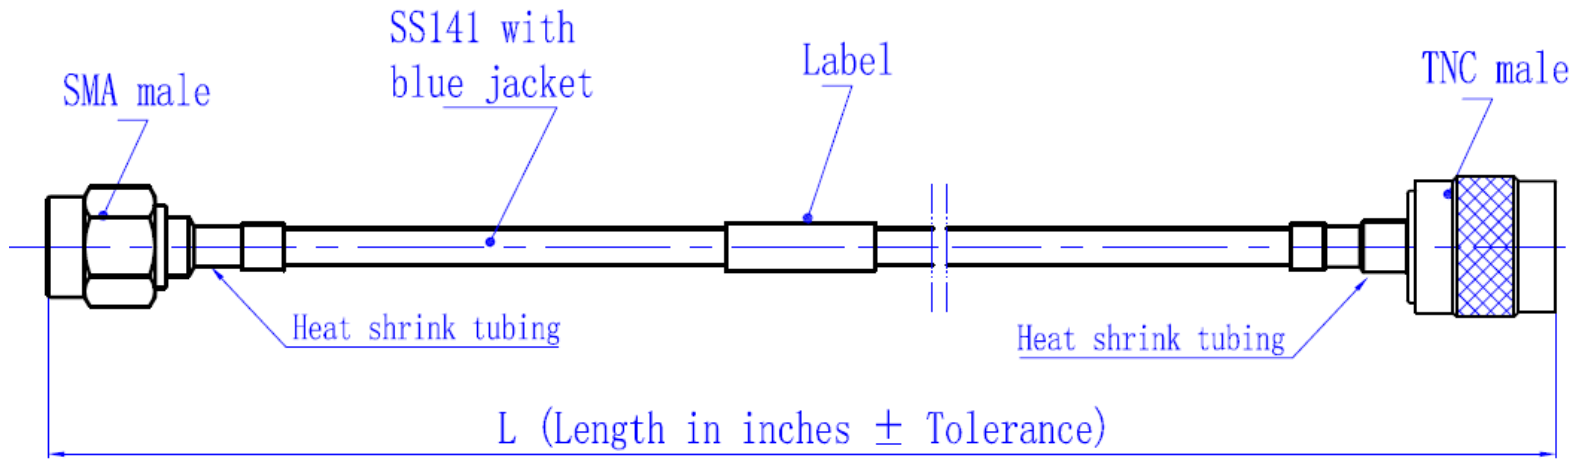 SMA male
SS141 with
blue jacket
Label
TNC male
Heat shrink tubing
Heat shrink tubing
L (Length in inches ± Tolerance)